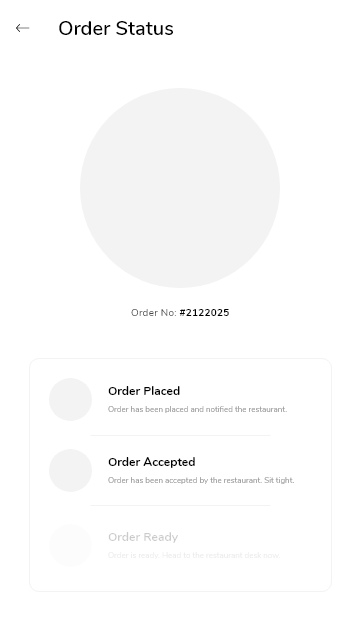 Order Status
Order No: #2122025
Order Placed
Order has been placed and notified the restaurant.
Order Accepted
Order has been accepted by the restaurant. Sit tight.
Order Ready
Order is ready. Head to the restaurant desk now.